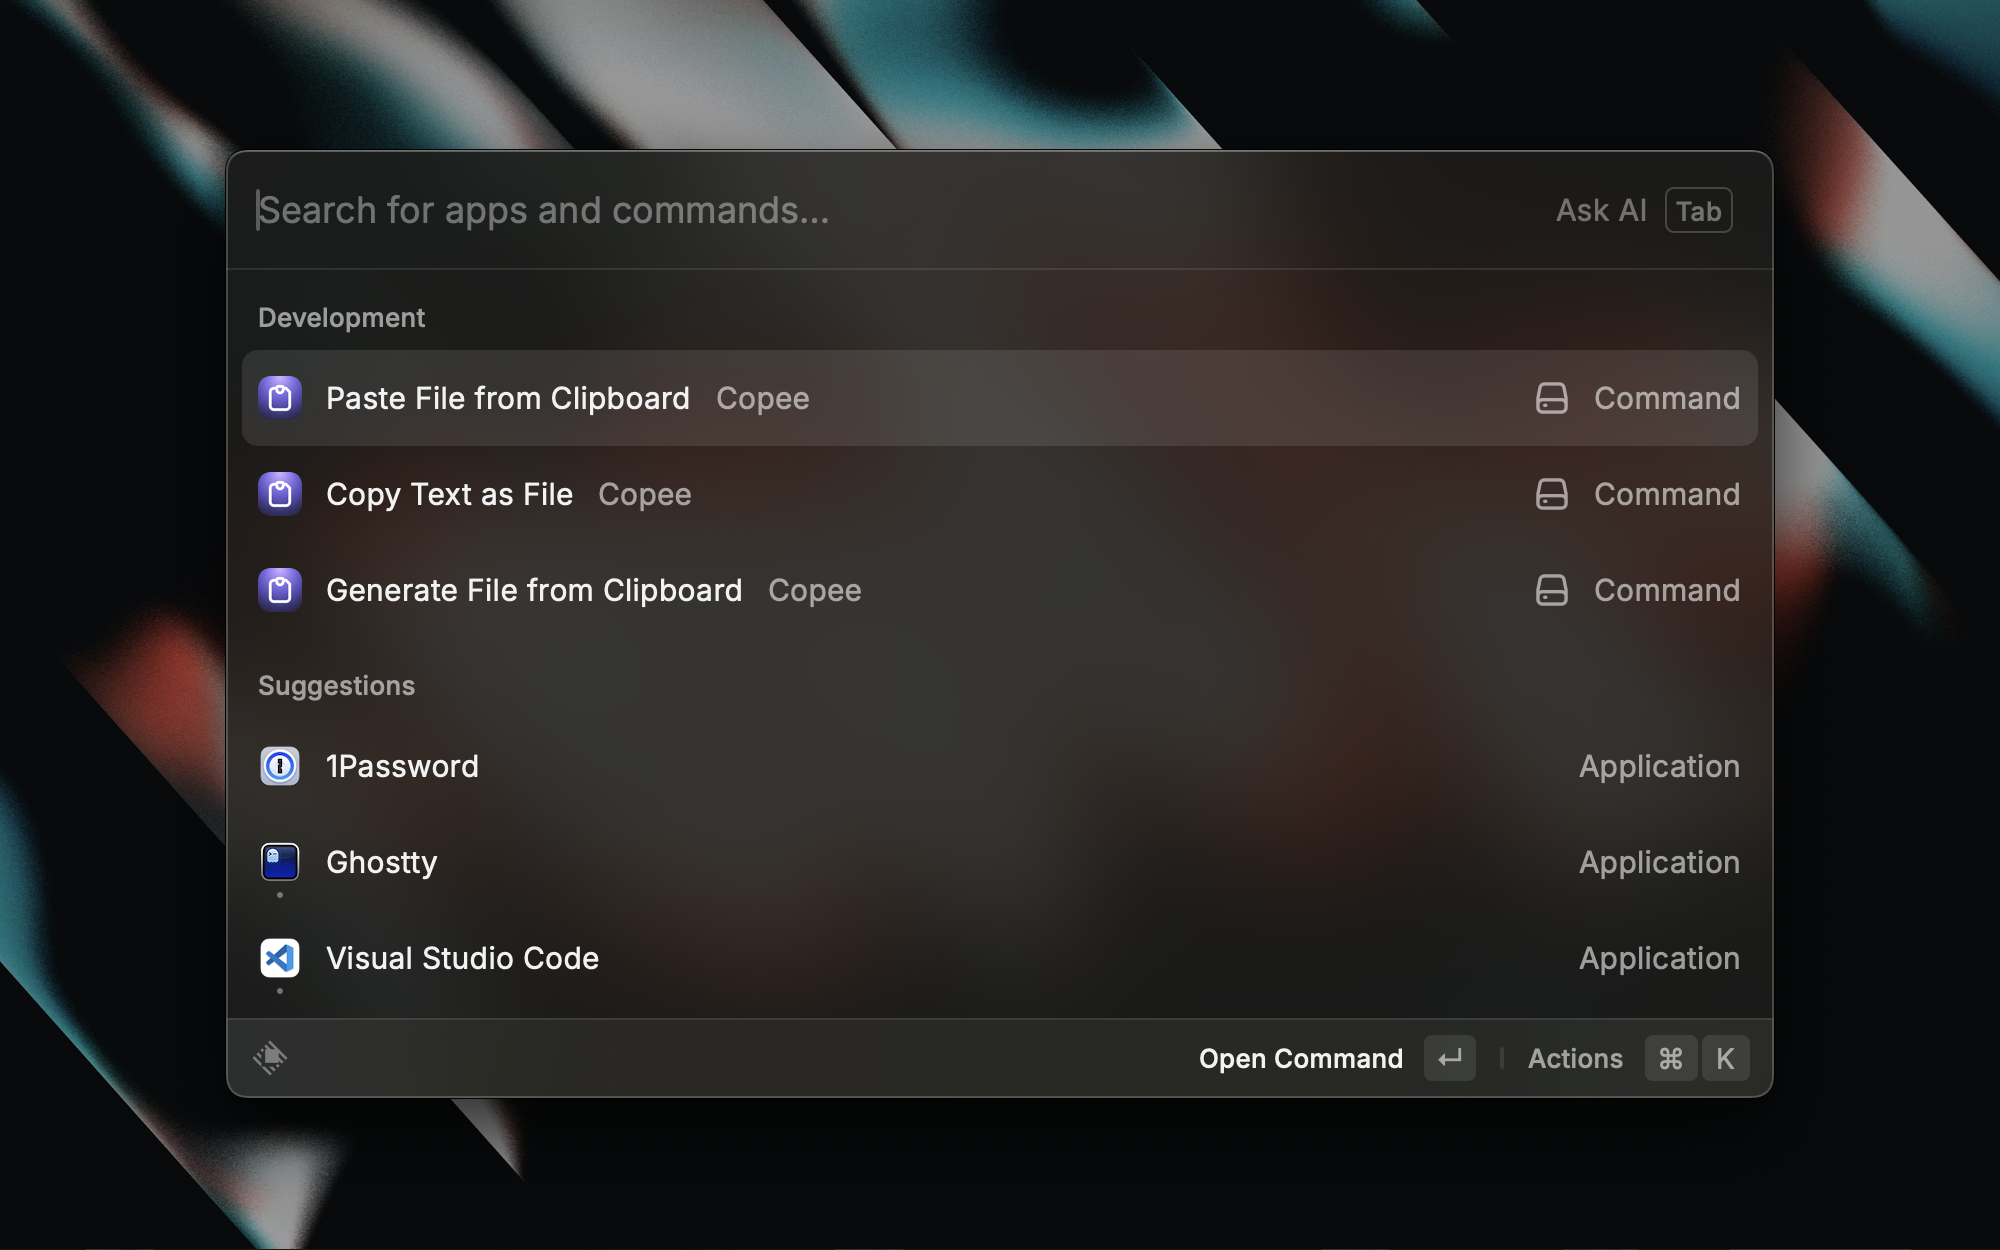 Search for apps and commands...
Ask AI Tab
Development
Paste File from Clipboard Copee Command
Copy Text as File Copee Command
Generate File from Clipboard Copee Command
Suggestions
1Password Application
Ghostty Application
Visual Studio Code Application
Open Command ↵ Actions ⌘ K